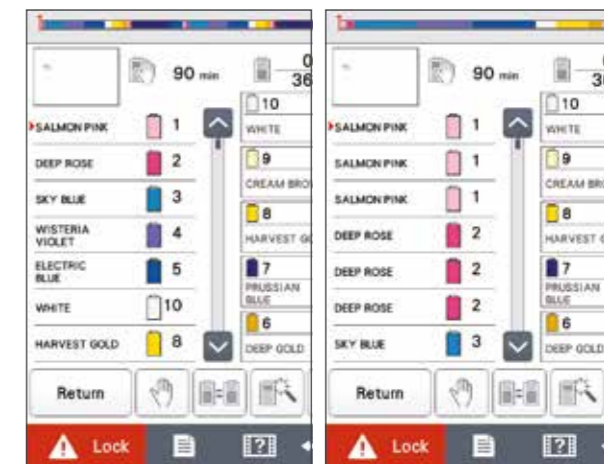 90 min
0
36
SALMON PINK 1
DEEP ROSE 2
SKY BLUE 3
WISTERIA
VIOLET 4
ELECTRIC
BLUE 5
WHITE 10
HARVEST GOLD 8
10
WHITE
9
CREAM BRO
8
HARVEST GO
7
PRUSSIAN
BLUE
6
DEEP GOLD
Return
Lock
?
90 min
0
36
SALMON PINK 1
SALMON PINK 1
SALMON PINK 1
DEEP ROSE 2
DEEP ROSE 2
DEEP ROSE 2
SKY BLUE 3
10
WHITE
9
CREAM BR
8
HARVEST G
7
PRUSSIAN
BLUE
6
DEEP GOLD
Return
Lock
?